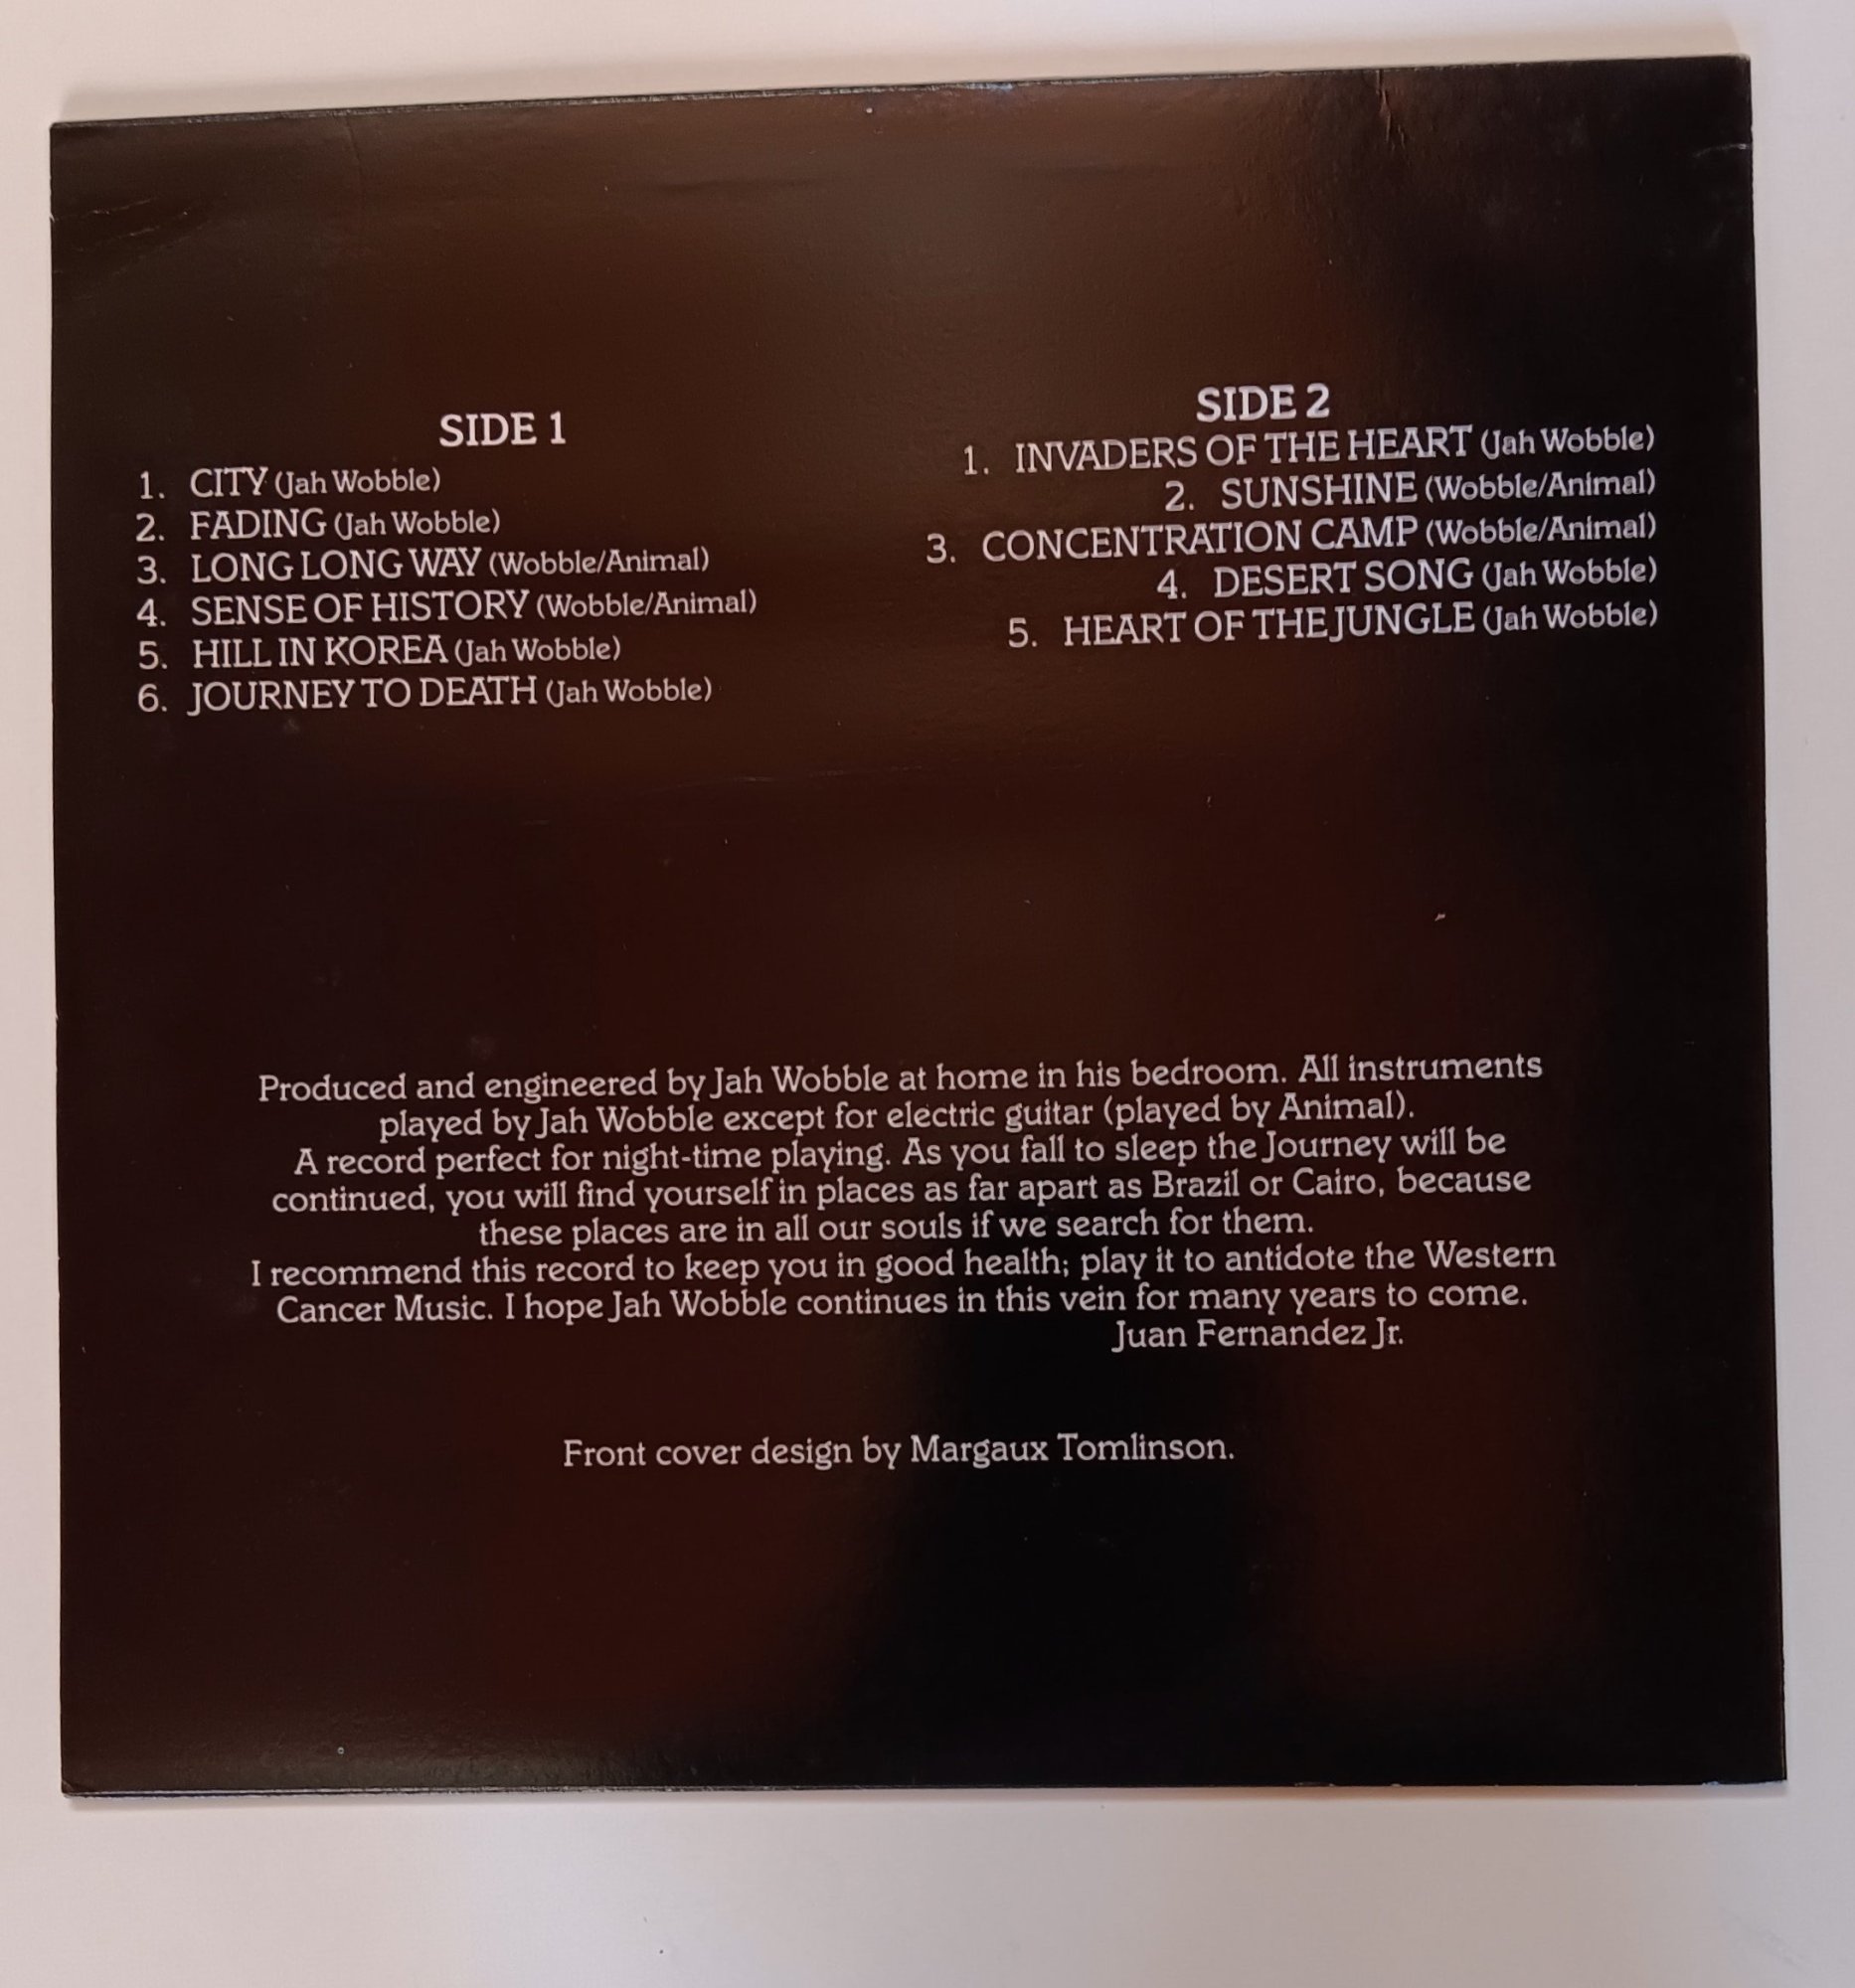 SIDE 1
1. CITY (Jah Wobble)
2. FADING (Jah Wobble)
3. LONG LONG WAY (Wobble/Animal)
4. SENSE OF HISTORY (Wobble/Animal)
5. HILL IN KOREA (Jah Wobble)
6. JOURNEY TO DEATH (Jah Wobble)
SIDE 2
1. INVADERS OF THE HEART (Jah Wobble)
2. SUNSHINE (Wobble/Animal)
3. CONCENTRATION CAMP (Wobble/Animal)
4. DESERT SONG (Jah Wobble)
5. HEART OF THE JUNGLE (Jah Wobble)
Produced and engineered by Jah Wobble at home in his bedroom. All instruments
played by Jah Wobble except for electric guitar (played by Animal).
A record perfect for night-time playing. As you fall to sleep the Journey will be
continued, you will find yourself in places as far apart as Brazil or Cairo, because
these places are in all our souls if we search for them.
I recommend this record to keep you in good health; play it to antidote the Western
Cancer Music. I hope Jah Wobble continues in this vein for many years to come.
Juan Fernandez Jr.
Front cover design by Margaux Tomlinson.